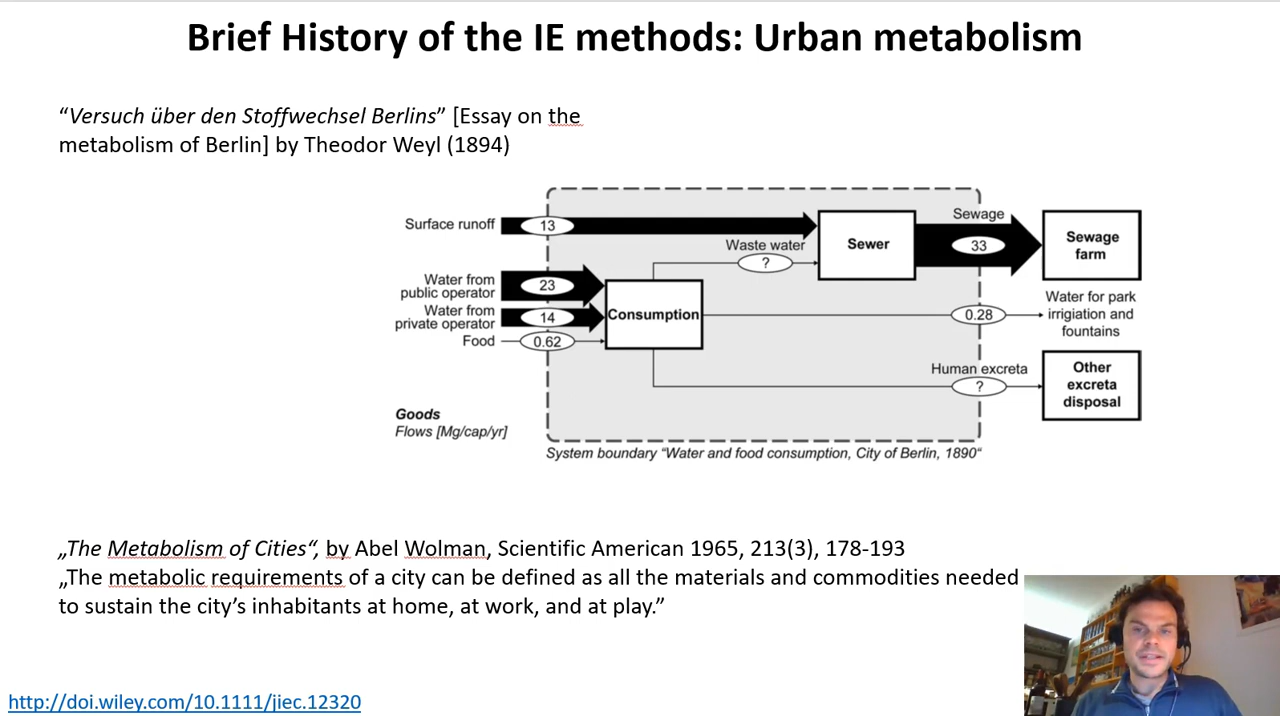 Brief History of the IE methods: Urban metabolism
“Versuch über den Stoffwechsel Berlins” [Essay on the
metabolism of Berlin] by Theodor Weyl (1894)
Surface runoff
13
Sewage
Waste water
?
Sewer
33
Sewage
farm
Water from
public operator
23
Water from
private operator
14
Food
0.62
Consumption
0.28
Water for park
irrigiation and
fountains
Human excreta
?
Other
excreta
disposal
Goods
Flows [Mg/cap/yr]
System boundary “Water and food consumption, City of Berlin, 1890“
„The Metabolism of Cities“, by Abel Wolman, Scientific American 1965, 213(3), 178-193
„The metabolic requirements of a city can be defined as all the materials and commodities needed
to sustain the city’s inhabitants at home, at work, and at play.”
http://doi.wiley.com/10.1111/jiec.12320